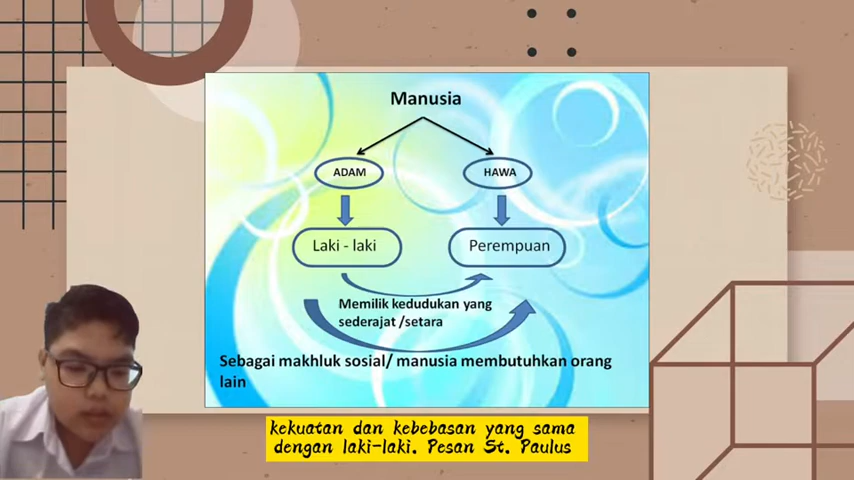 Manusia
ADAM
HAWA
Laki - laki
Perempuan
Memilik kedudukan yang
sederajat /setara
Sebagai makhluk sosial/ manusia membutuhkan orang
lain
kekuatan dan kebebasan yang sama
dengan laki-laki. Pesan St. Paulus